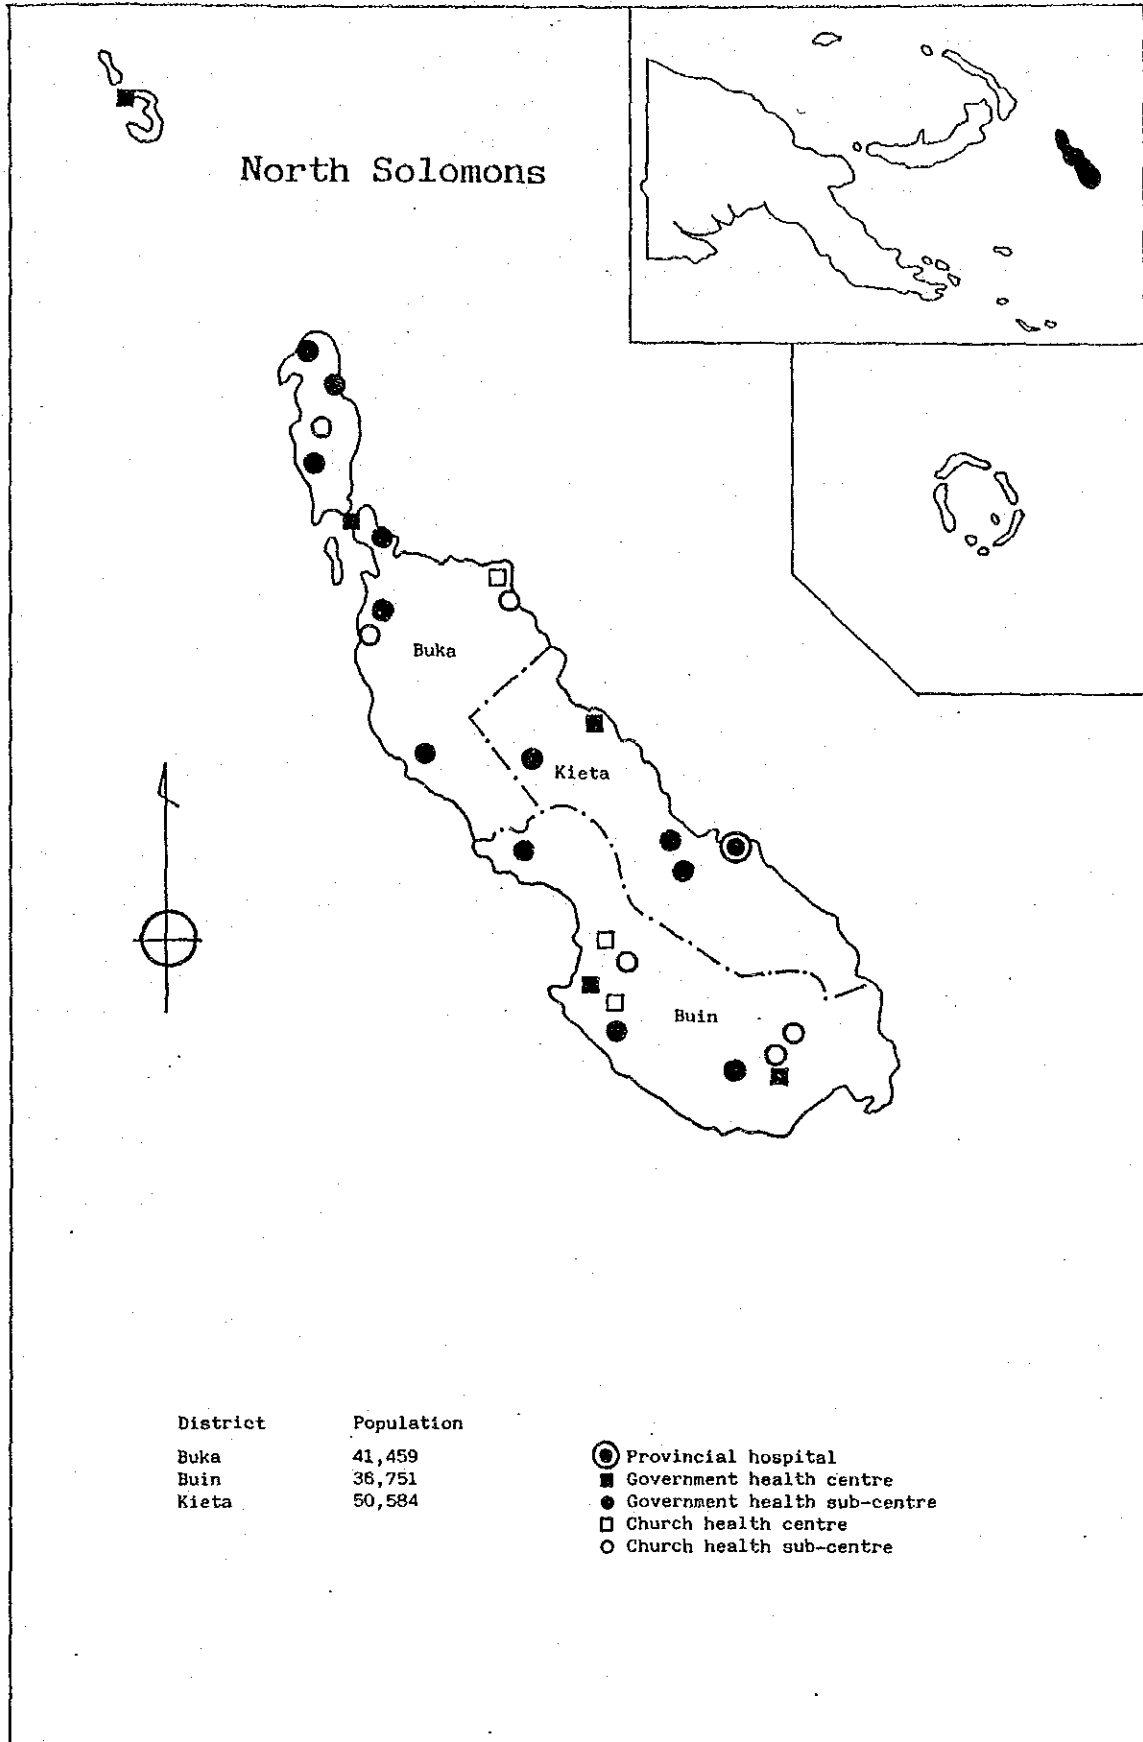 North Solomons
Buka
Kieta
Buin
District Population
Buka 41,459
Buin 36,751
Kieta 50,584
Provincial hospital
Government health centre
Government health sub-centre
Church health centre
Church health sub-centre